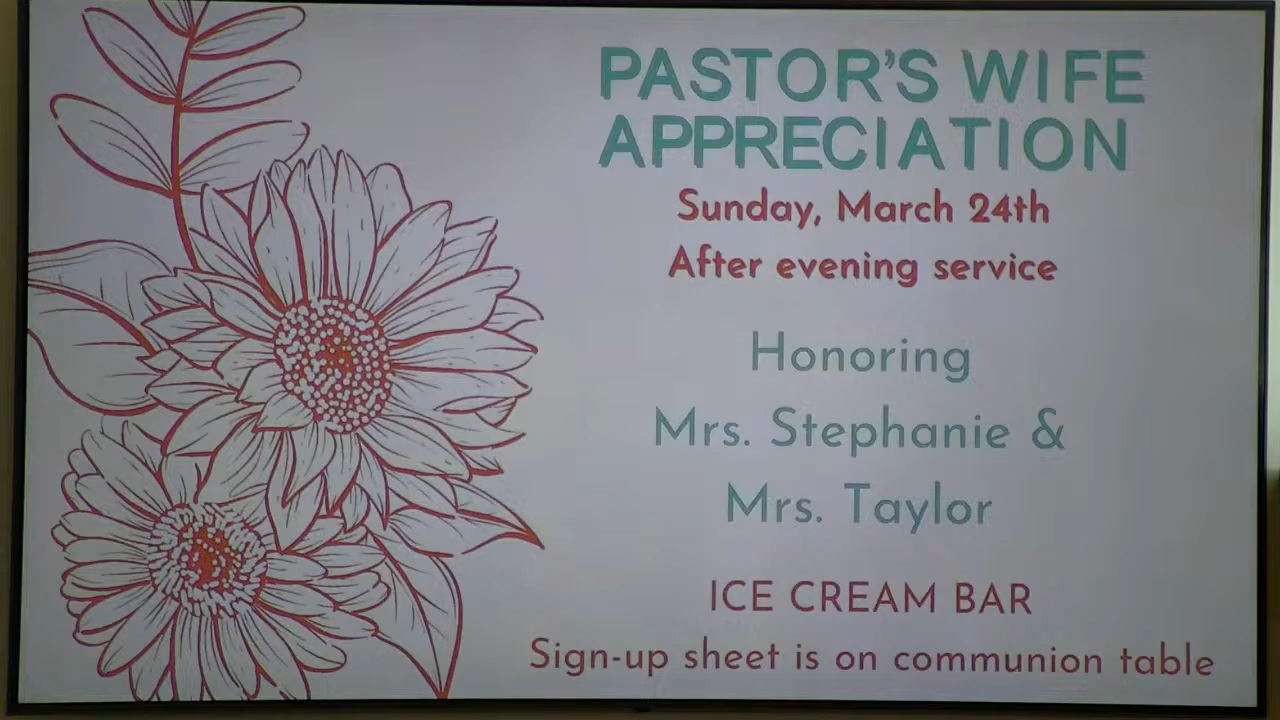 PASTOR'S WIFE
APPRECIATION
Sunday, March 24th
After evening service
Honoring
Mrs. Stephanie &
Mrs. Taylor
ICE CREAM BAR
Sign-up sheet is on communion table